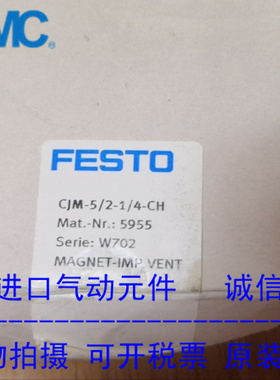 MC
FESTO
CJM-5/2-1/4-CH
Mat.-Nr.: 5955
Serie: W702
MAGNET-IMP VENT
进口气动元件 诚信
物拍摄 可开税票 原装